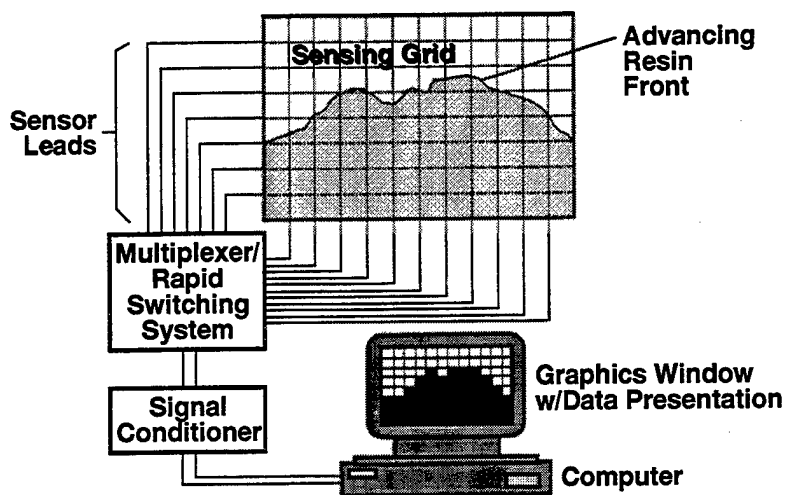 Sensing Grid
Advancing
Resin
Front
Sensor
Leads
Multiplexer/
Rapid
Switching
System
Graphics Window
w/Data Presentation
Signal
Conditioner
Computer